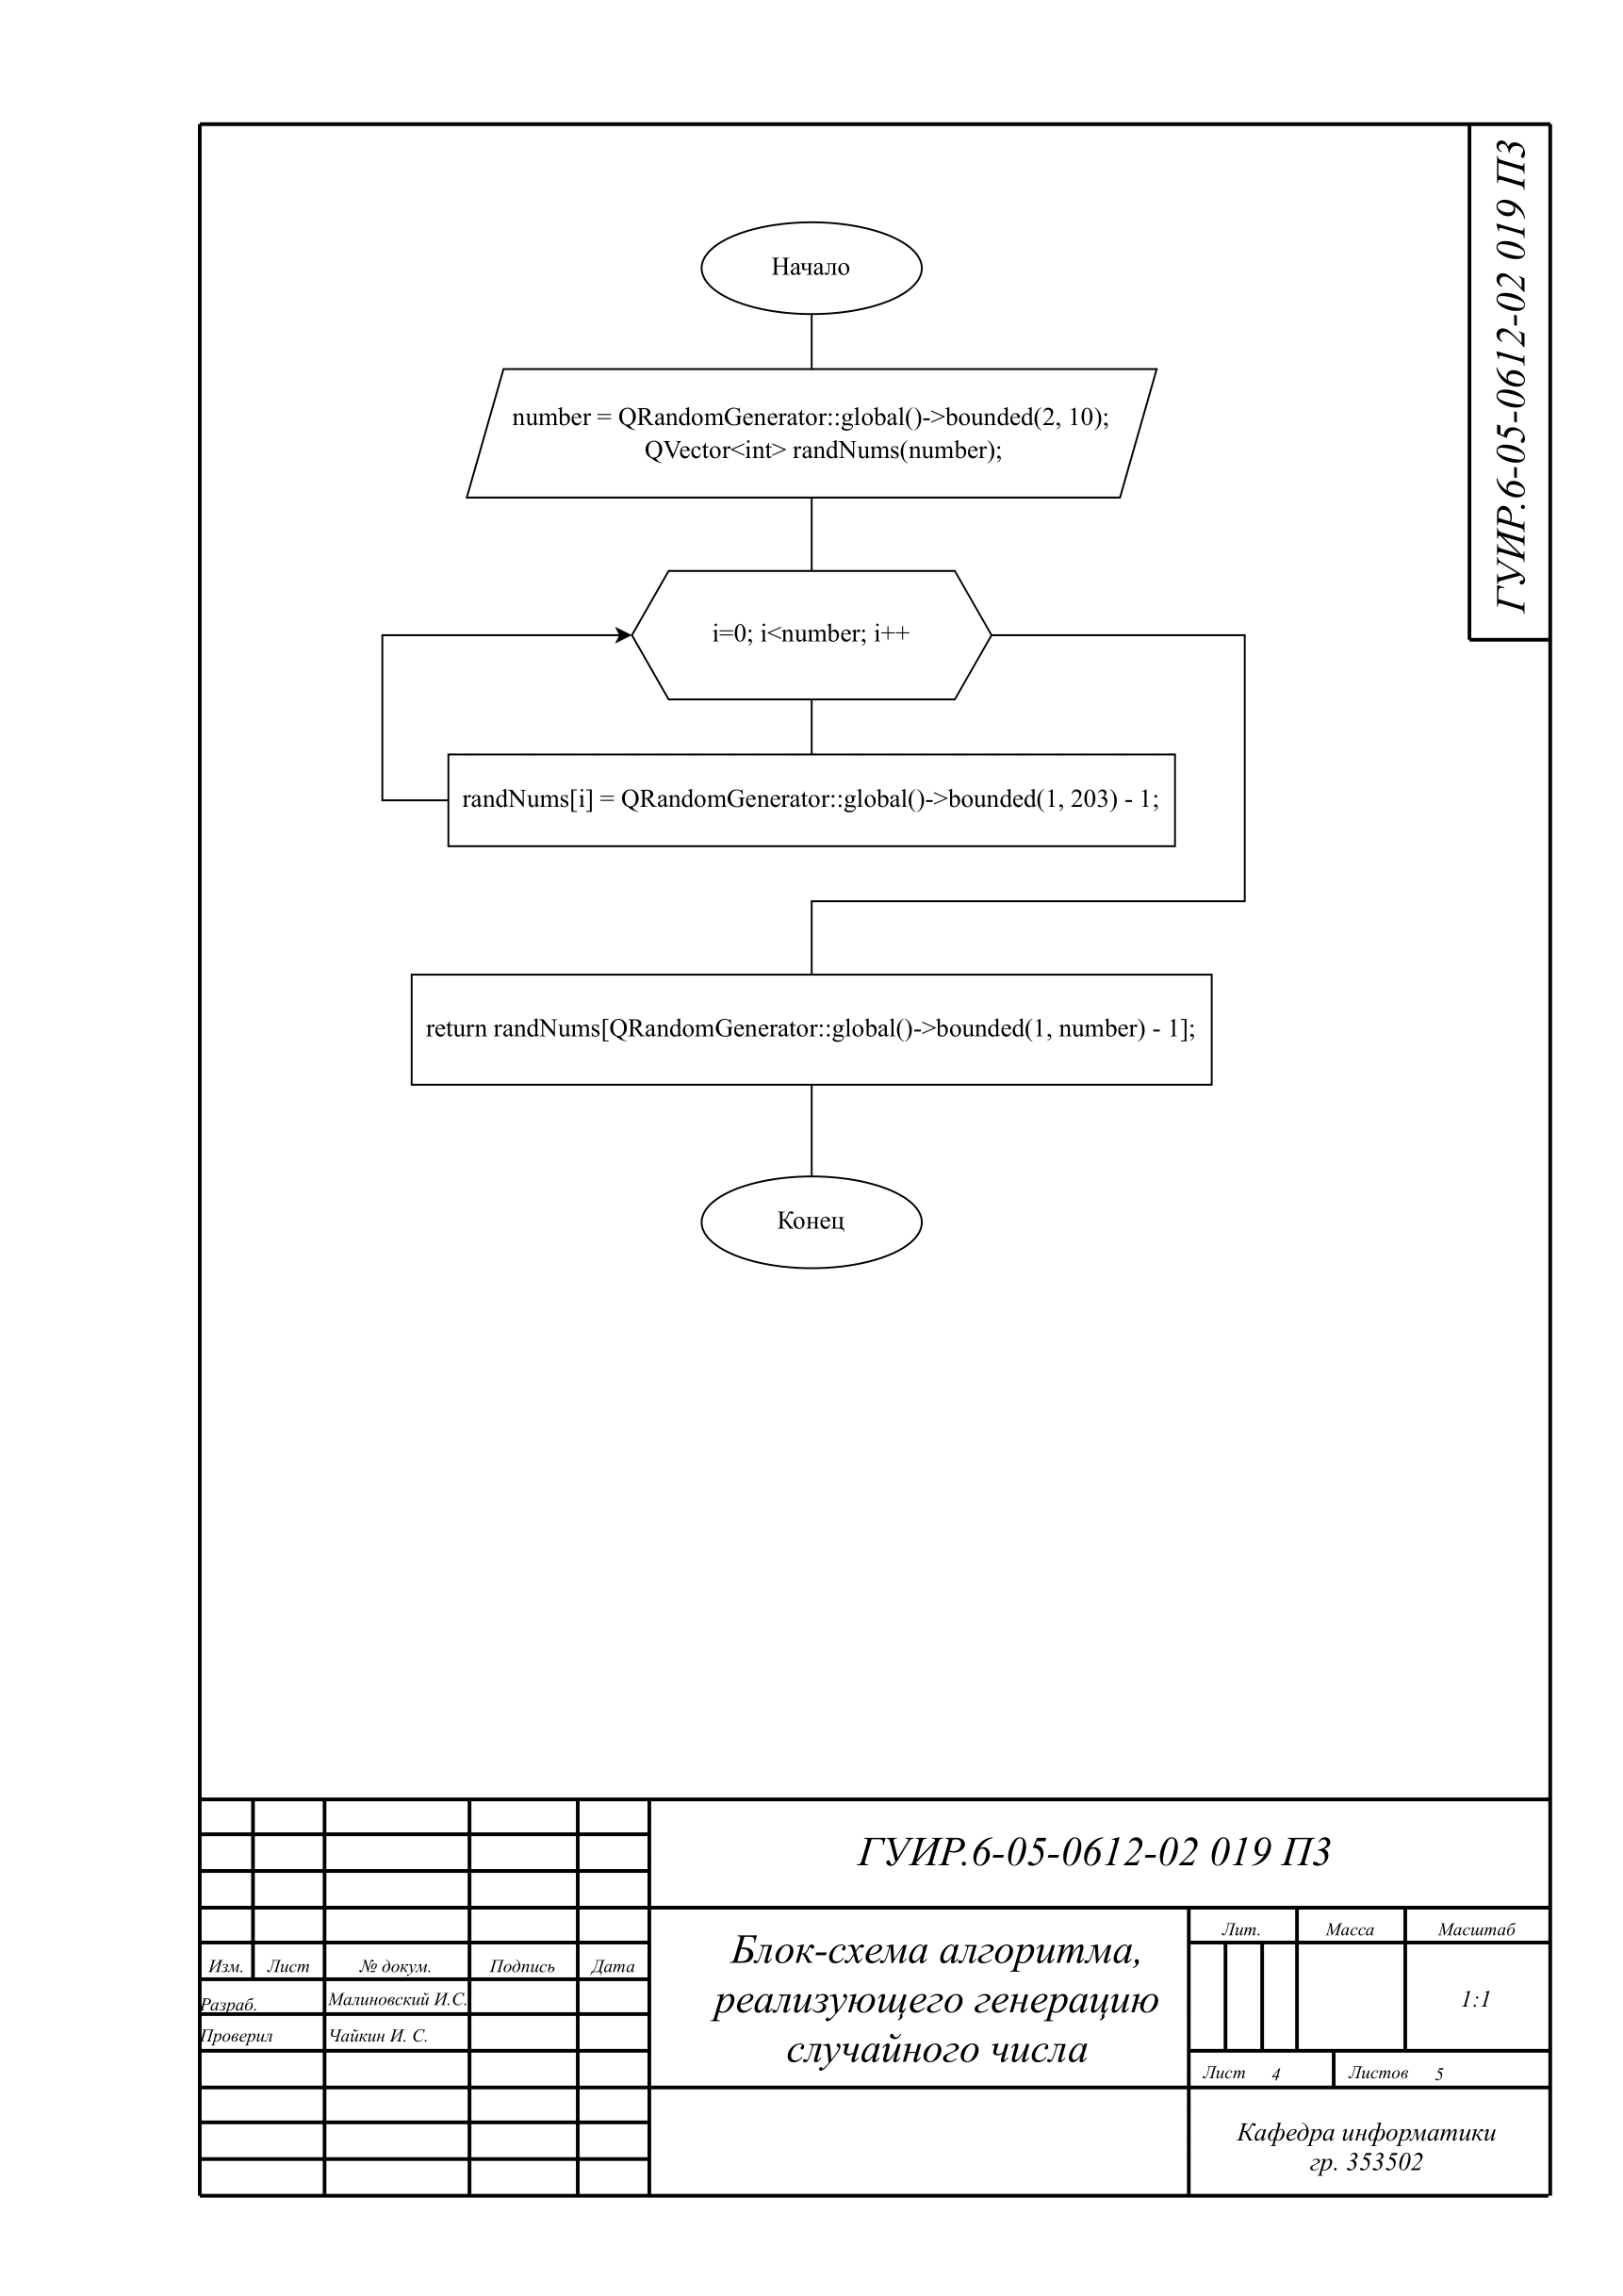 ГУИР.6-05-0612-02 019 ПЗ
Начало
number = QRandomGenerator::global()->bounded(2, 10);
QVector<int> randNums(number);
i=0; i<number; i++
randNums[i] = QRandomGenerator::global()->bounded(1, 203) - 1;
return randNums[QRandomGenerator::global()->bounded(1, number) - 1];
Конец
ГУИР.6-05-0612-02 019 ПЗ
Изм. Лист № докум. Подпись Дата
Разраб. Малиновский И.С.
Проверил Чайкин И. С.
Блок-схема алгоритма,
реализующего генерацию
случайного числа
Лит. Масса Масштаб
1:1
Лист 4 Листов 5
Кафедра информатики
гр. 353502